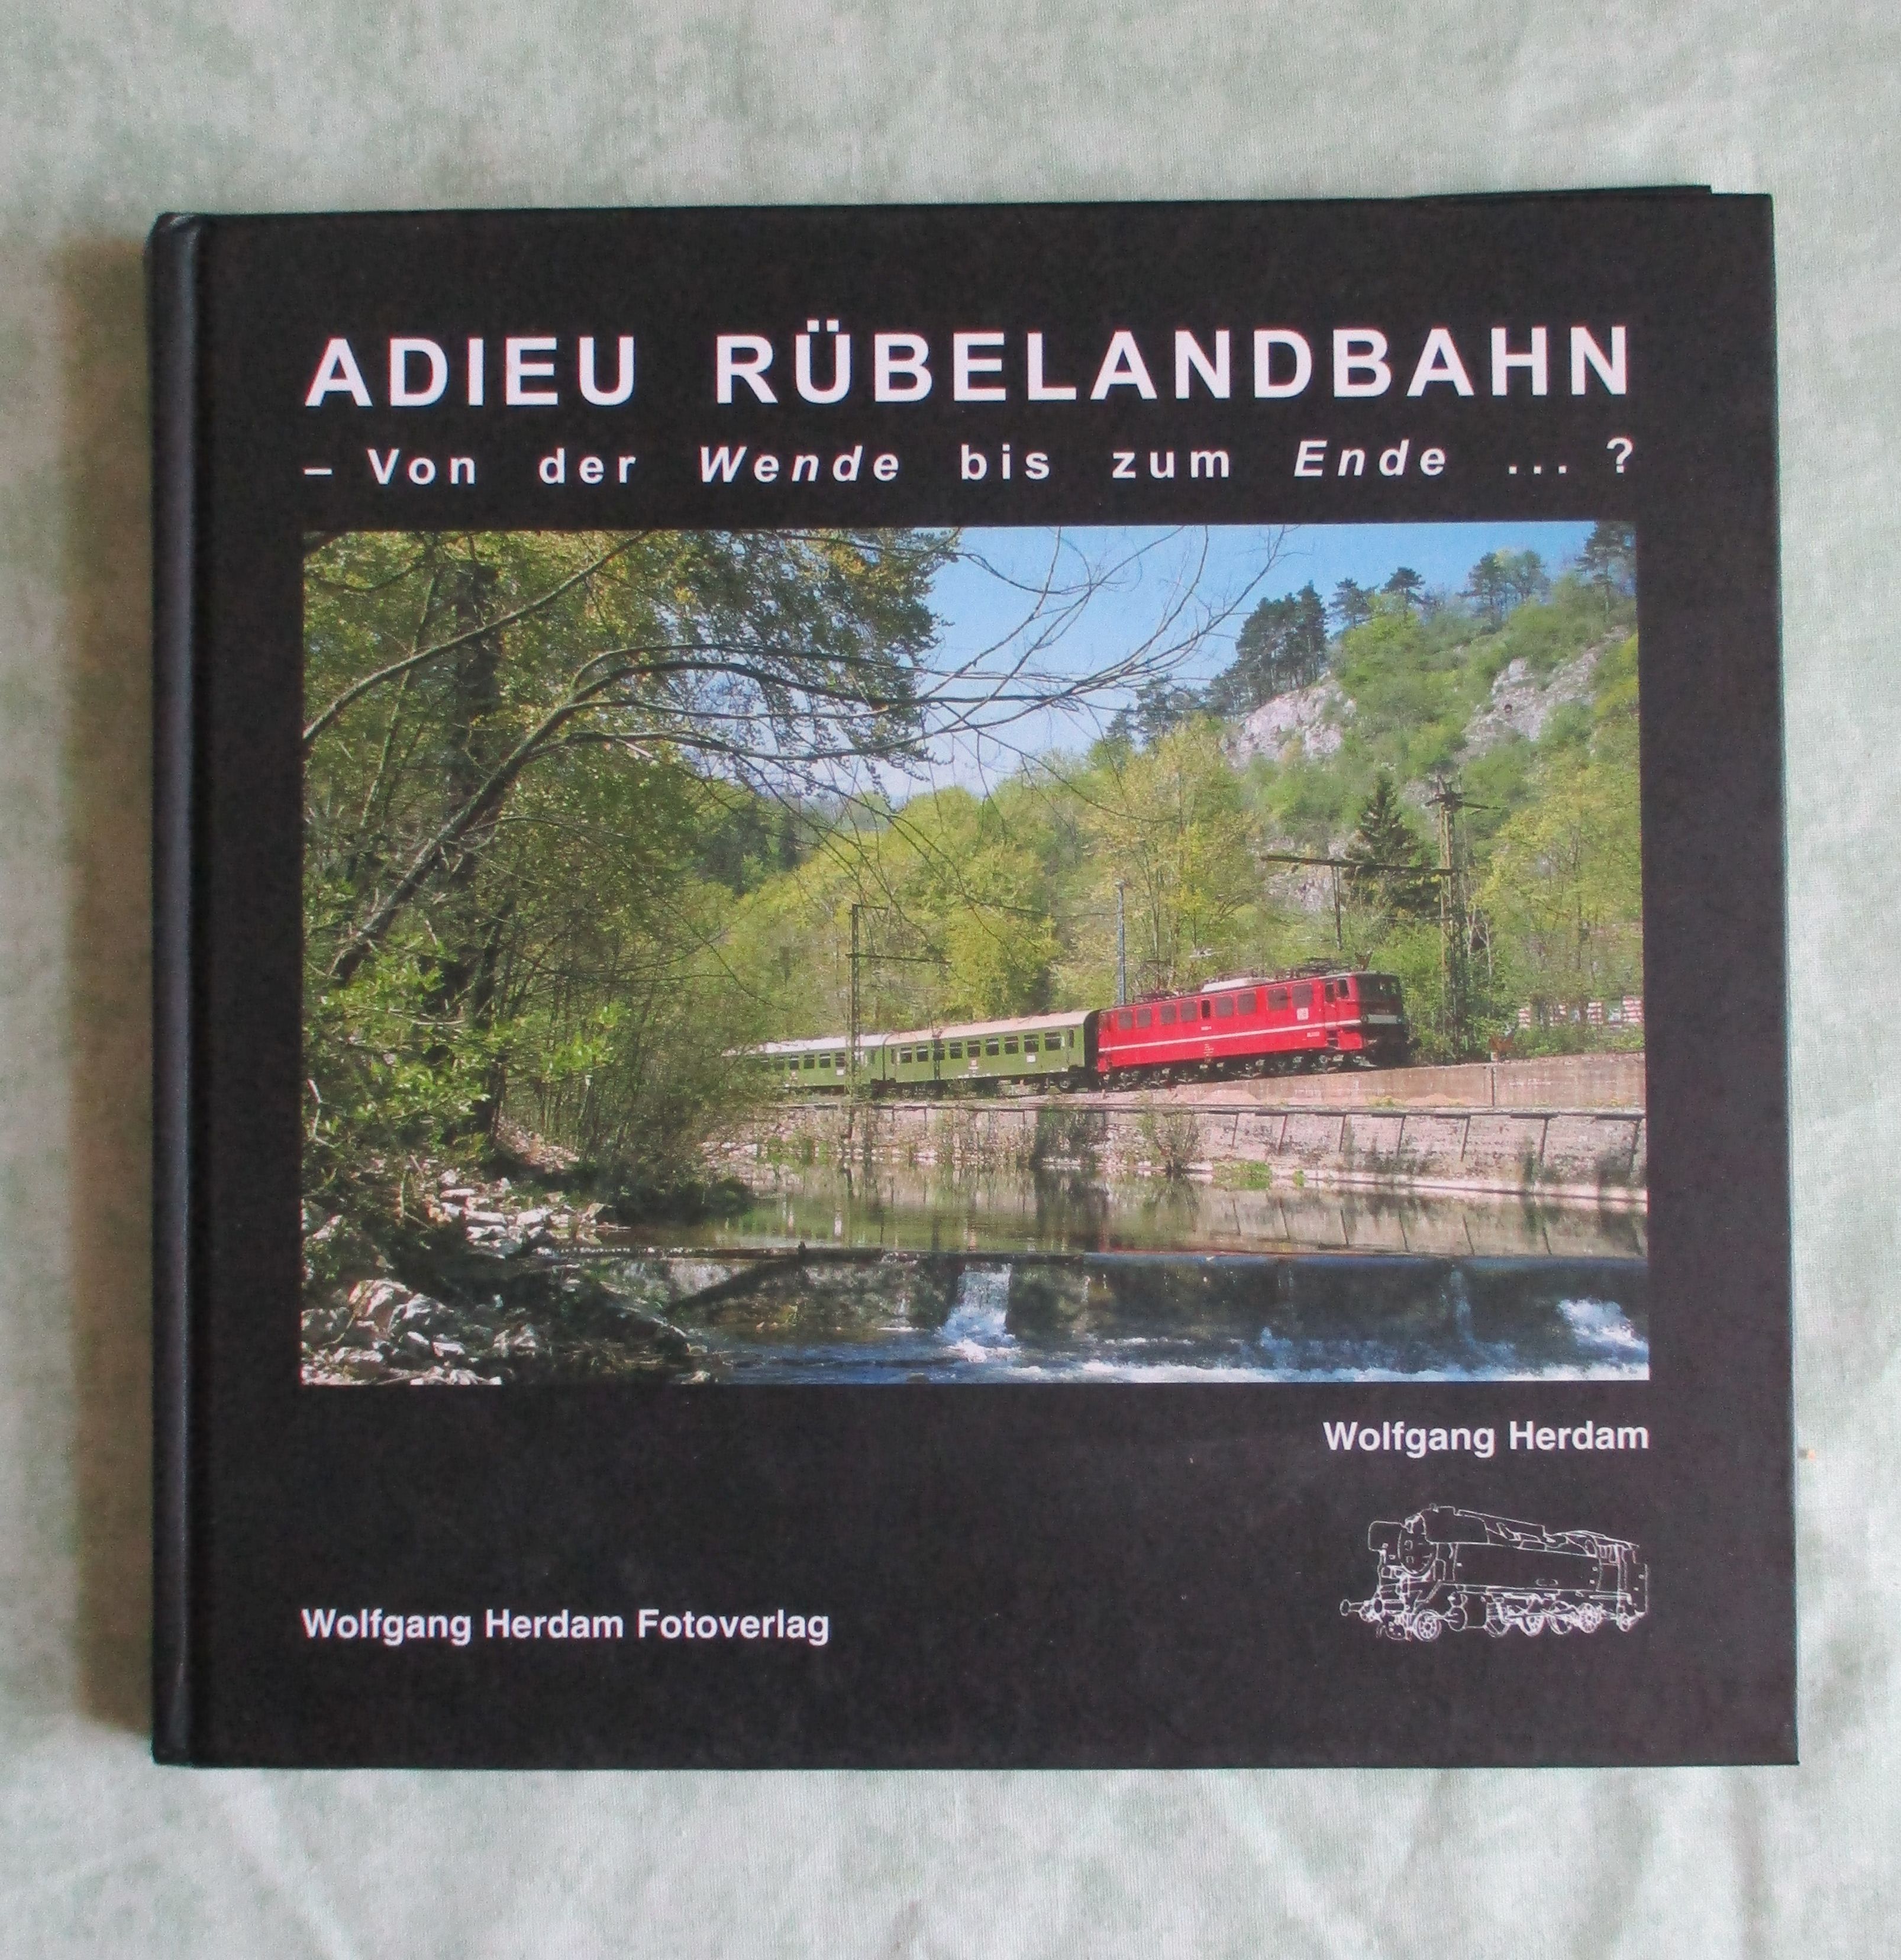 ADIEU RÜBELANDBAHN
– Von der Wende bis zum Ende ... ?
Wolfgang Herdam
Wolfgang Herdam Fotoverlag